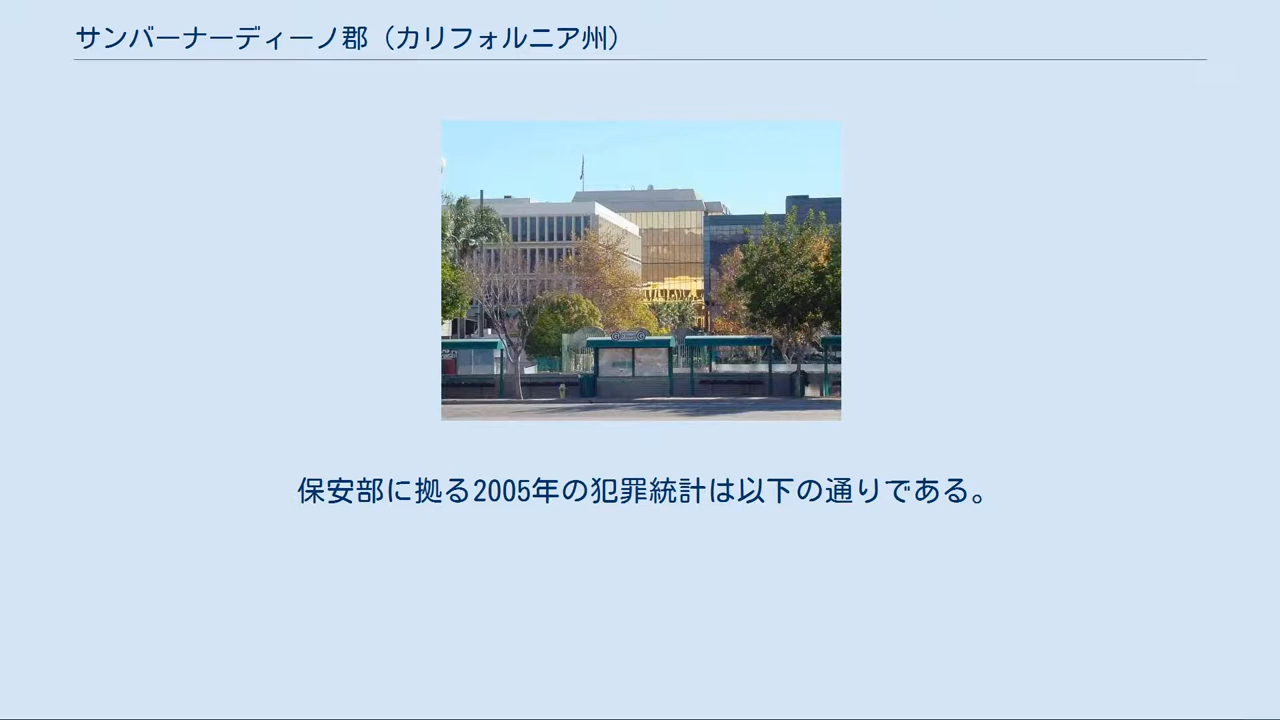 サンバーナーディーノ郡（カリフォルニア州）
保安部に拠る2005年の犯罪統計は以下の通りである。